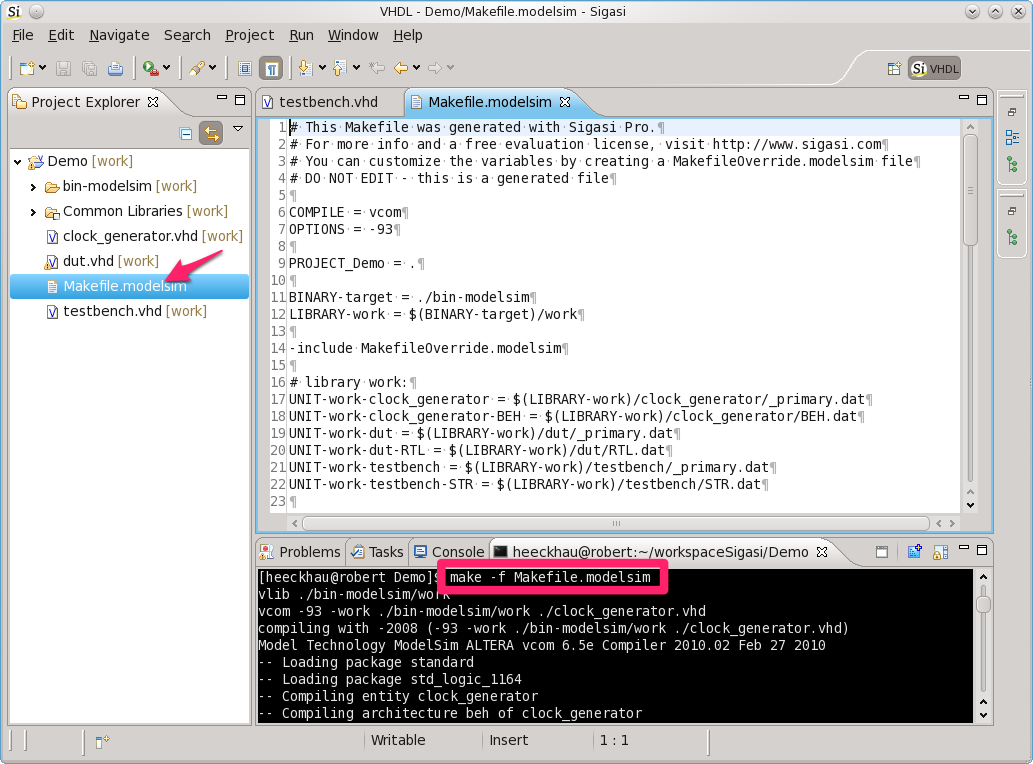 Si VHDL - Demo/Makefile.modelsim - Sigasi
File Edit Navigate Search Project Run Window Help
Si VHDL
Project Explorer
testbench.vhd Makefile.modelsim
Demo [work]
bin-modelsim [work]
Common Libraries [work]
clock_generator.vhd [work]
dut.vhd [work]
Makefile.modelsim
testbench.vhd [work]
1 # This Makefile was generated with Sigasi Pro.¶
2 # For more info and a free evaluation license, visit http://www.sigasi.com¶
3 # You can customize the variables by creating a MakefileOverride.modelsim file¶
4 # DO NOT EDIT - this is a generated file¶
5 ¶
6 COMPILE = vcom¶
7 OPTIONS = -93¶
8 ¶
9 PROJECT_Demo = .¶
10 ¶
11 BINARY-target = ./bin-modelsim¶
12 LIBRARY-work = $(BINARY-target)/work¶
13 ¶
14 -include MakefileOverride.modelsim¶
15 ¶
16 # library work:¶
17 UNIT-work-clock_generator = $(LIBRARY-work)/clock_generator/_primary.dat¶
18 UNIT-work-clock_generator-BEH = $(LIBRARY-work)/clock_generator/BEH.dat¶
19 UNIT-work-dut = $(LIBRARY-work)/dut/_primary.dat¶
20 UNIT-work-dut-RTL = $(LIBRARY-work)/dut/RTL.dat¶
21 UNIT-work-testbench = $(LIBRARY-work)/testbench/_primary.dat¶
22 UNIT-work-testbench-STR = $(LIBRARY-work)/testbench/STR.dat¶
23 ¶
Problems Tasks Console heeckhau@robert:~/workspaceSigasi/Demo
[heeckhau@robert Demo]$ make -f Makefile.modelsim
vlib ./bin-modelsim/work
vcom -93 -work ./bin-modelsim/work ./clock_generator.vhd
compiling with -2008 (-93 -work ./bin-modelsim/work ./clock_generator.vhd)
Model Technology ModelSim ALTERA vcom 6.5e Compiler 2010.02 Feb 27 2010
-- Loading package standard
-- Loading package std_logic_1164
-- Compiling entity clock_generator
-- Compiling architecture beh of clock_generator
Writable Insert 1 : 1